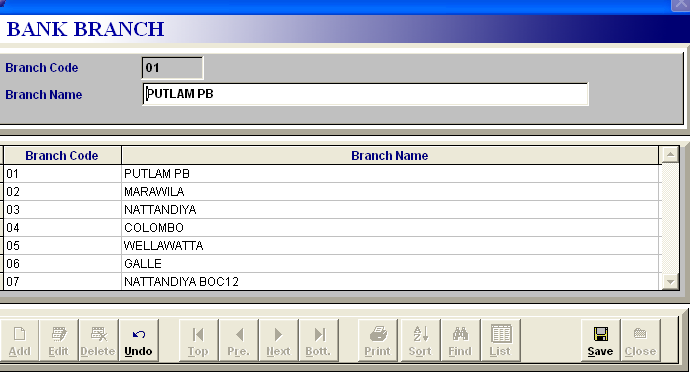 BANK BRANCH
Branch Code 01
Branch Name PUTLAM PB
Branch Code Branch Name
01 PUTLAM PB
02 MARAWILA
03 NATTANDIYA
04 COLOMBO
05 WELLAWATTA
06 GALLE
07 NATTANDIYA BOC12
Add Edit Delete Undo Top Pre. Next Bott. Print Sort Find List Save Close